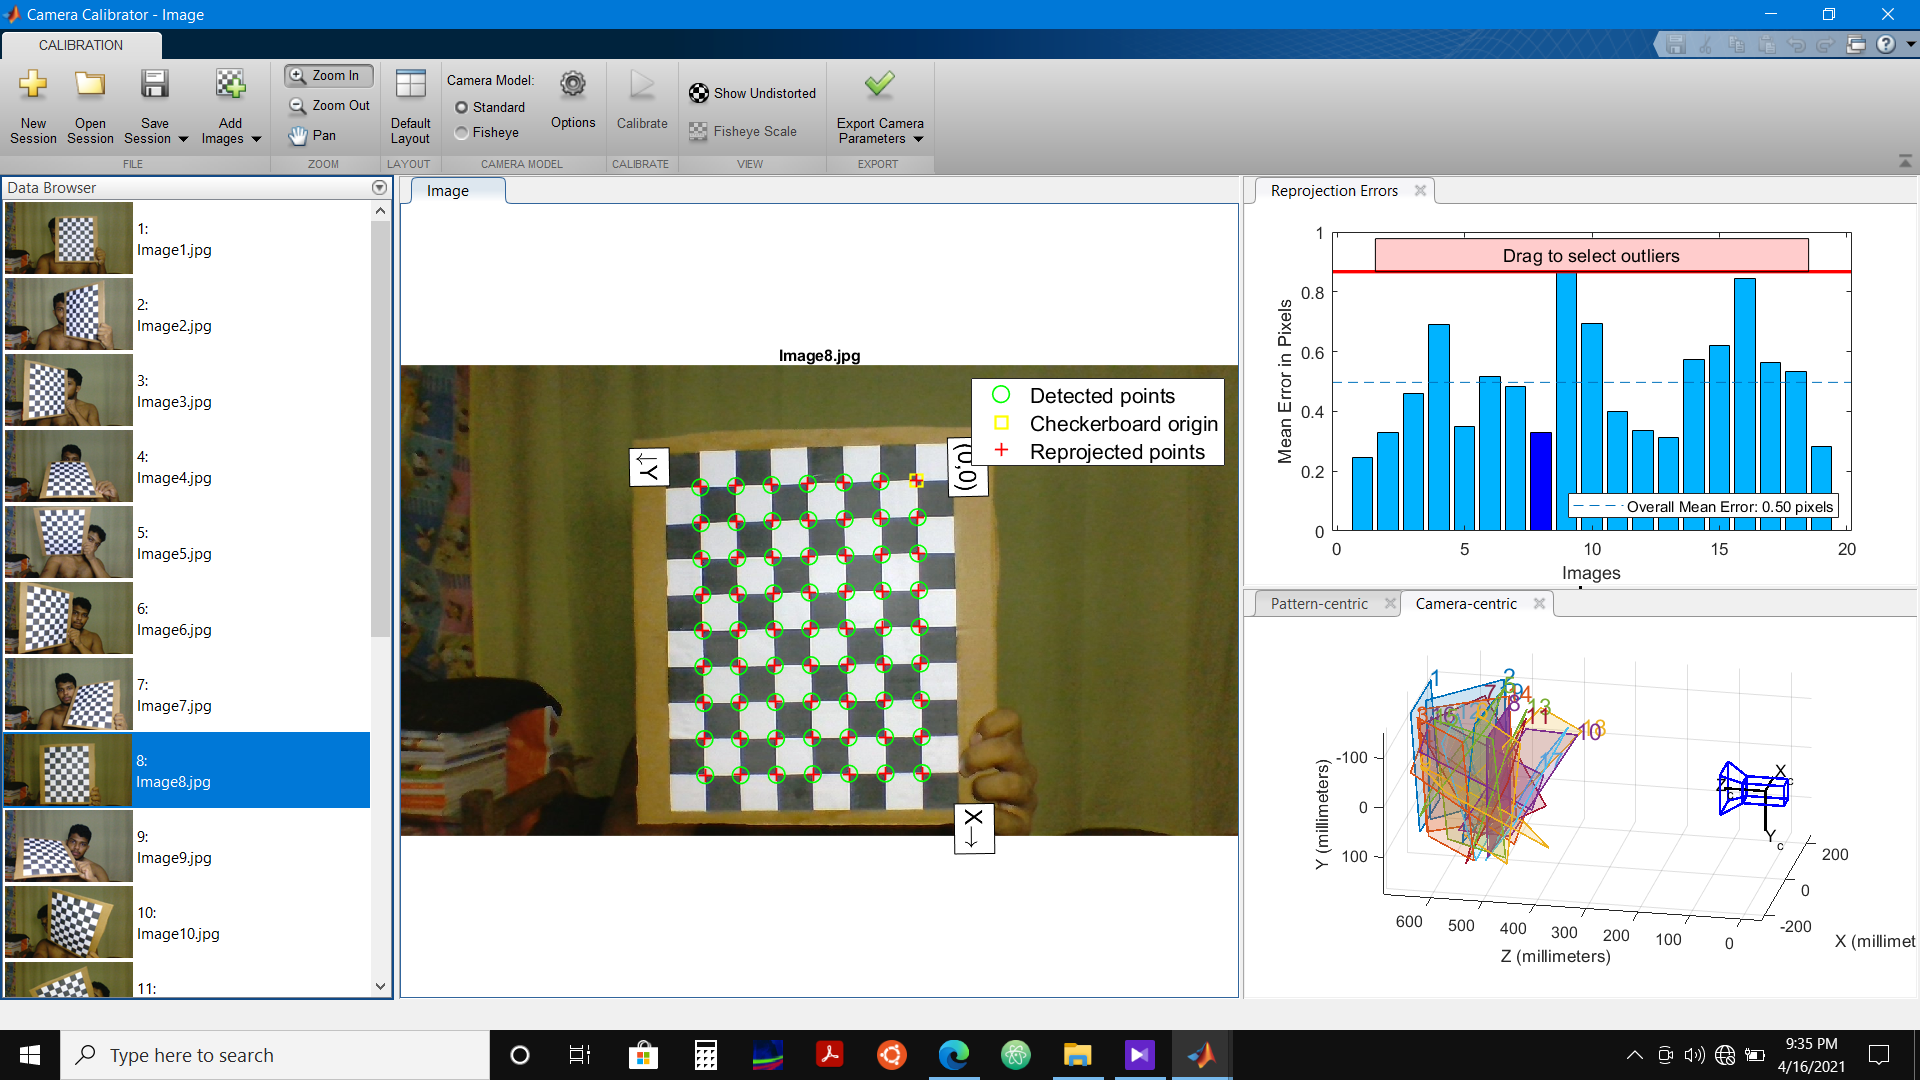 Camera Calibrator - Image
CALIBRATION
New Session
Open Session
Save Session
Add Images
FILE
Zoom In
Zoom Out
Pan
ZOOM
Default Layout
LAYOUT
Camera Model:
Standard
Fisheye
Options
CAMERA MODEL
Calibrate
CALIBRATE
Show Undistorted
Fisheye Scale
VIEW
Export Camera Parameters
EXPORT
Data Browser
1:
Image1.jpg
2:
Image2.jpg
3:
Image3.jpg
4:
Image4.jpg
5:
Image5.jpg
6:
Image6.jpg
7:
Image7.jpg
8:
Image8.jpg
9:
Image9.jpg
10:
Image10.jpg
11:
Image
Image8.jpg
Detected points
Checkerboard origin
Reprojected points
←Y
(0,0)
X→
Reprojection Errors
Drag to select outliers
Mean Error in Pixels
1
0.8
0.6
0.4
0.2
0
Overall Mean Error: 0.50 pixels
0 5 10 15 20
Images
Pattern-centric
Camera-centric
1
2
13
11
10
X
Yc
Y (millimeters)
-100
0
100
600 500 400 300 200 100 0
Z (millimeters)
200
0
-200
X (millimet
Type here to search
9:35 PM
4/16/2021